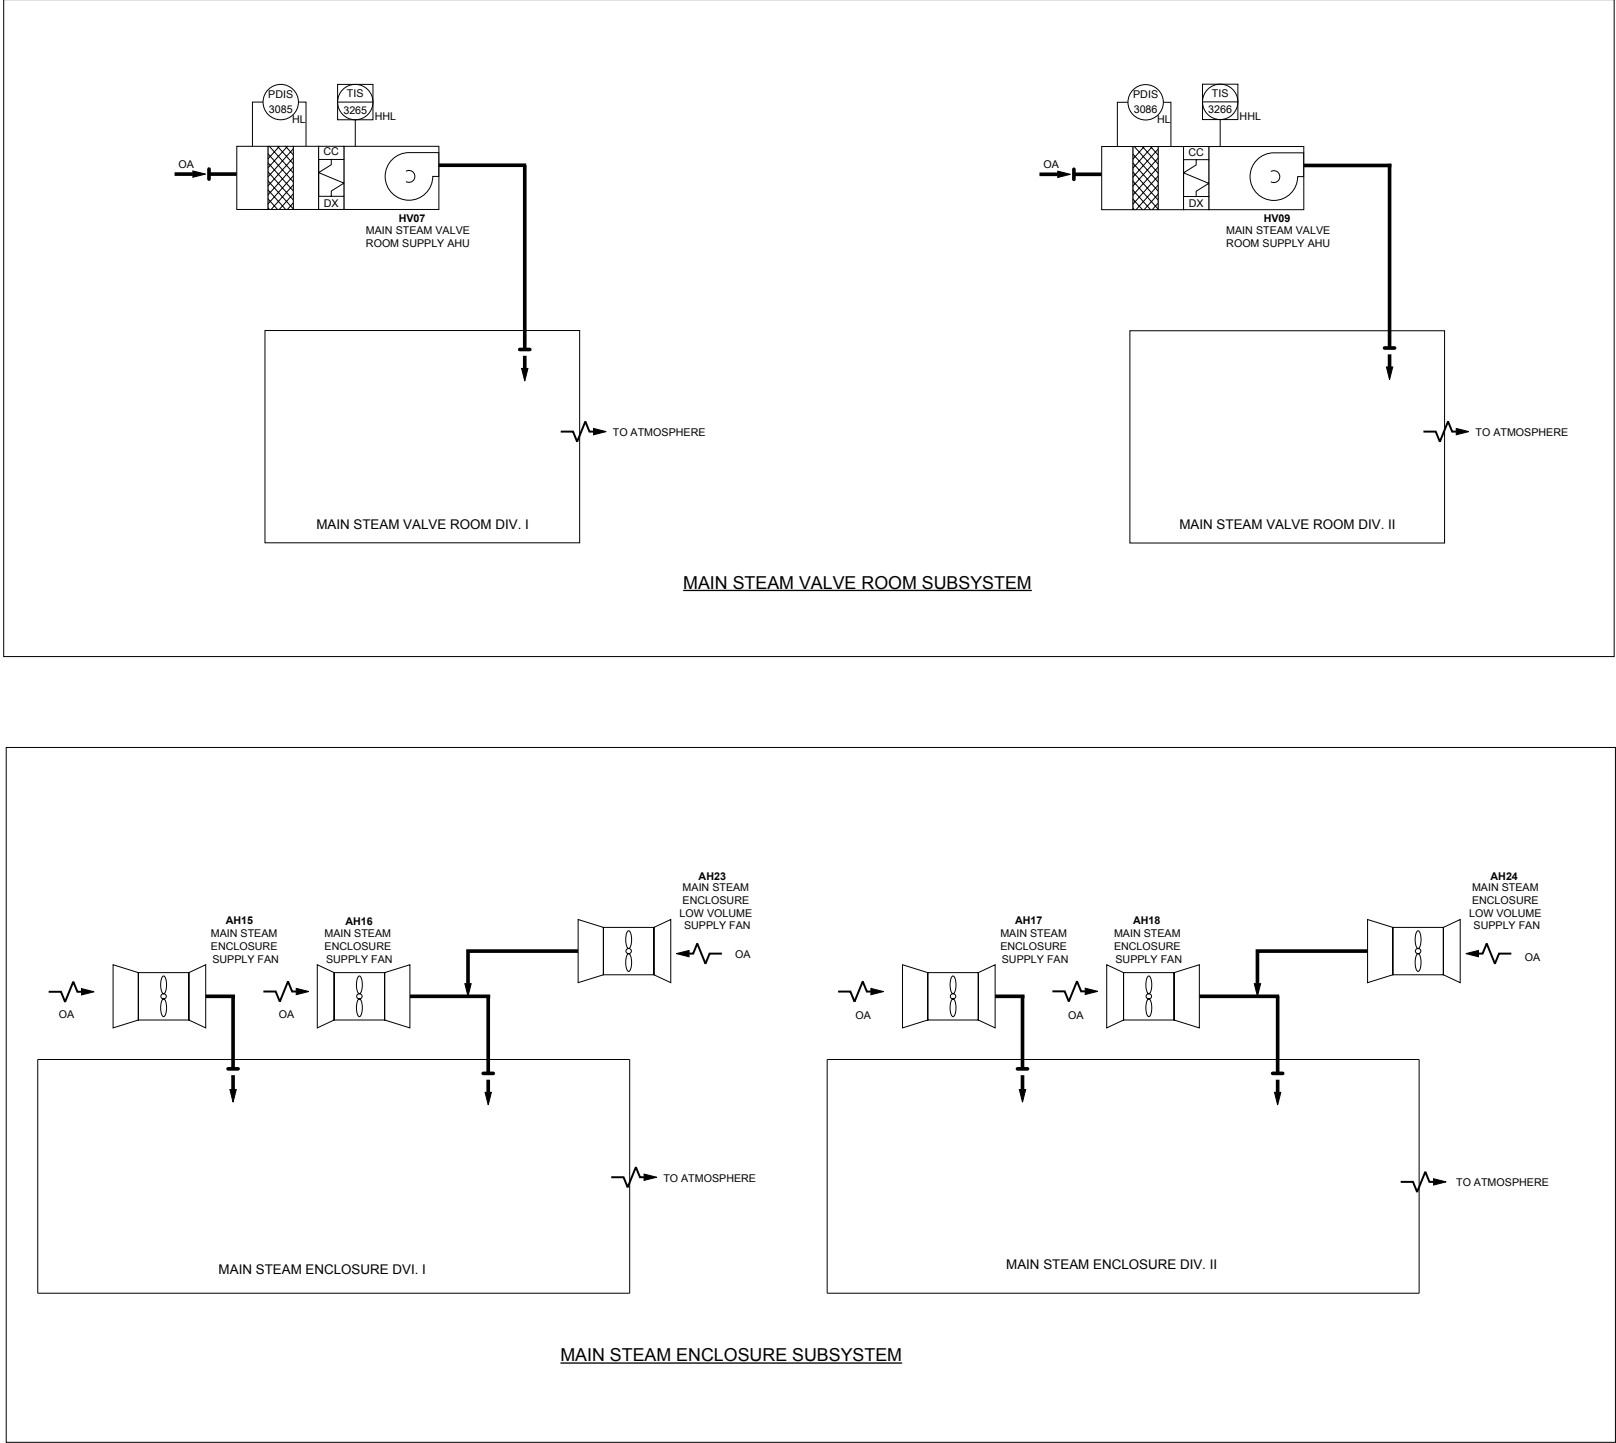 PDIS
3085
HL
TIS
3265
HHL
OA
CC
DX
HV07
MAIN STEAM VALVE
ROOM SUPPLY AHU
TO ATMOSPHERE
MAIN STEAM VALVE ROOM DIV. I
PDIS
3086
HL
TIS
3266
HHL
OA
CC
DX
HV09
MAIN STEAM VALVE
ROOM SUPPLY AHU
TO ATMOSPHERE
MAIN STEAM VALVE ROOM DIV. II
MAIN STEAM VALVE ROOM SUBSYSTEM
AH15
MAIN STEAM
ENCLOSURE
SUPPLY FAN
OA
AH16
MAIN STEAM
ENCLOSURE
SUPPLY FAN
OA
AH23
MAIN STEAM
ENCLOSURE
LOW VOLUME
SUPPLY FAN
OA
TO ATMOSPHERE
MAIN STEAM ENCLOSURE DVI. I
AH17
MAIN STEAM
ENCLOSURE
SUPPLY FAN
OA
AH18
MAIN STEAM
ENCLOSURE
SUPPLY FAN
OA
AH24
MAIN STEAM
ENCLOSURE
LOW VOLUME
SUPPLY FAN
OA
TO ATMOSPHERE
MAIN STEAM ENCLOSURE DIV. II
MAIN STEAM ENCLOSURE SUBSYSTEM